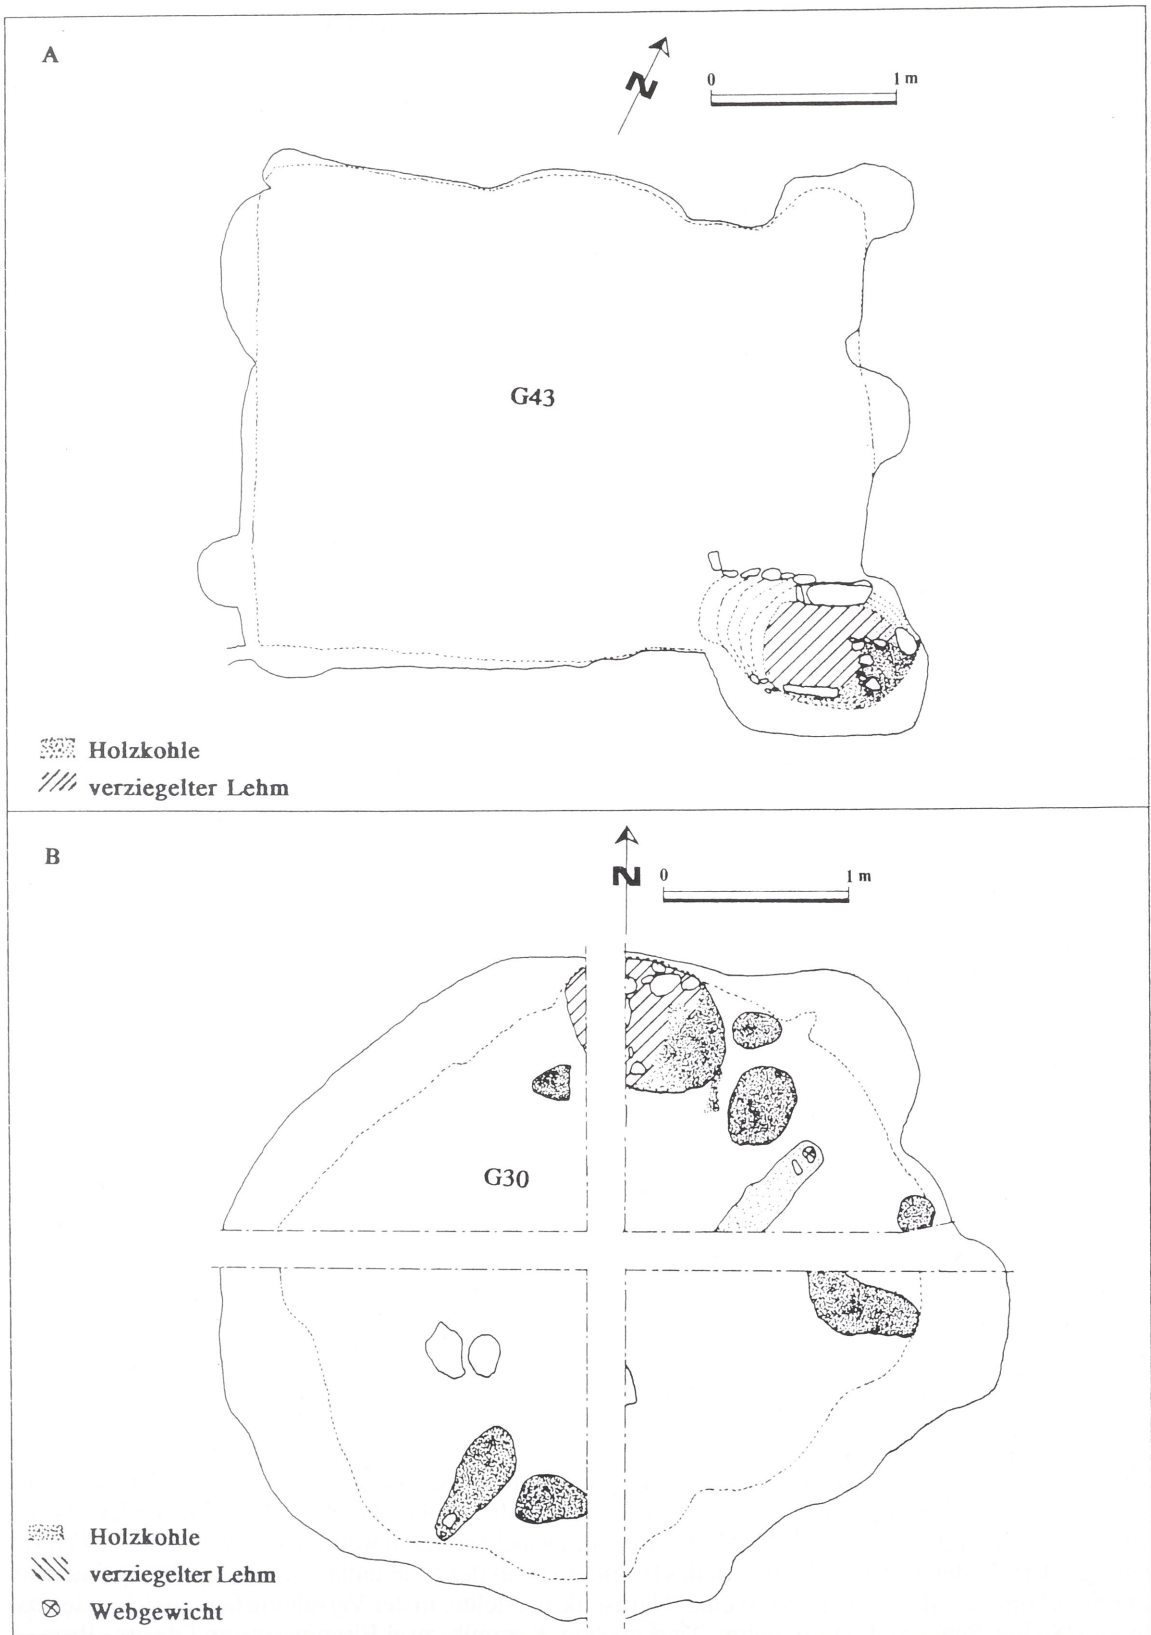 A
N
0 1 m
G43
Holzkohle
verziegelter Lehm
B
N
0 1 m
G30
Holzkohle
verziegelter Lehm
Webgewicht